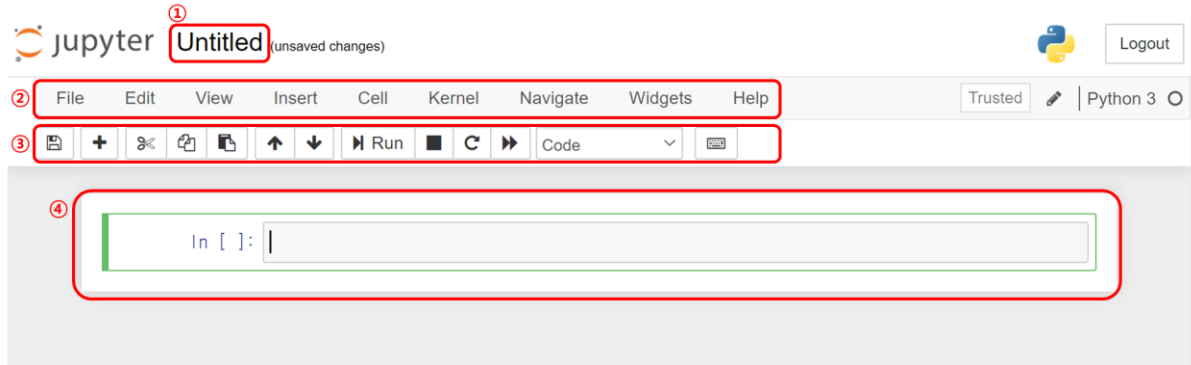 ①
jupyter Untitled (unsaved changes) Logout
② File Edit View Insert Cell Kernel Navigate Widgets Help Trusted Python 3
③ Run Code
④
In [ ]: